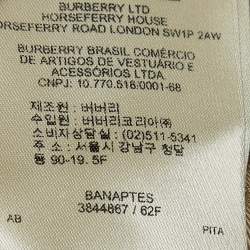 BURBERRY LTD
HORSEFERRY HOUSE
HORSEFERRY ROAD LONDON SW1P 2AW
BURBERRY BRASIL COMÉRCIO
DE ARTIGOS DE VESTUÁRIO E
ACESSÓRIOS LTDA.
CNPJ: 10.770.518/0001-68
제조원 : 버버리
수입원 : 버버리코리아(주)
소비자상담실 : (02)511-5341
주소 : 서울시 강남구 청담
동 90-19. 5F
BANAPTES
3844867 / 62F
AB
PITA